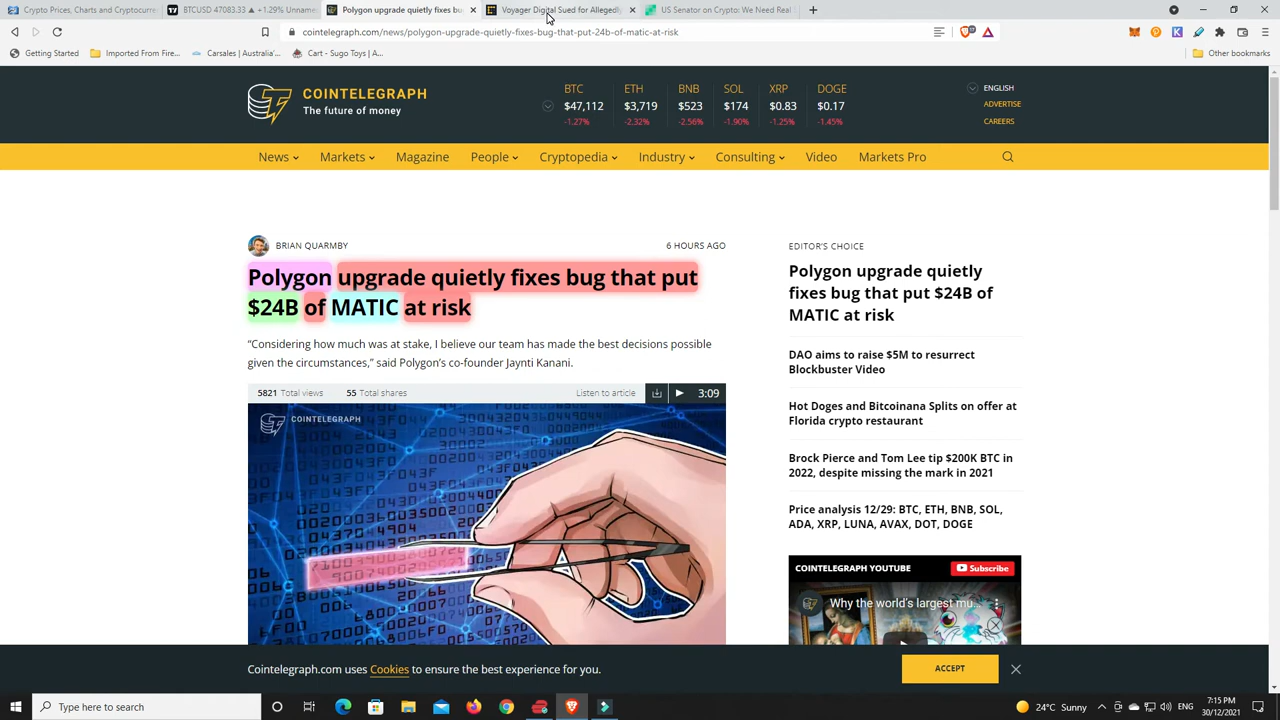 Crypto Prices, Charts and Cryptocurre
BTCUSD 47083.33 ▲ +1.29% Unname
Polygon upgrade quietly fixes bu
Voyager Digital Sued for Allegedly
US Senator on Crypto: We Need Real
cointelegraph.com/news/polygon-upgrade-quietly-fixes-bug-that-put-24b-of-matic-at-risk
Getting Started
Imported From Fire...
Carsales | Australia'...
Cart - Sugo Toys | A...
Other bookmarks
COINTELEGRAPH
The future of money
BTC ETH BNB SOL XRP DOGE
$47,112 $3,719 $523 $174 $0.83 $0.17
-1.27% -2.32% -2.56% -1.90% -1.25% -1.45%
ENGLISH
ADVERTISE
CAREERS
News Markets Magazine People Cryptopedia Industry Consulting Video Markets Pro
BRIAN QUARMBY
6 HOURS AGO
Polygon upgrade quietly fixes bug that put
$24B of MATIC at risk
“Considering how much was at stake, I believe our team has made the best decisions possible
given the circumstances,” said Polygon’s co-founder Jaynti Kanani.
5821 Total views
55 Total shares
Listen to article
3:09
COINTELEGRAPH
EDITOR’S CHOICE
Polygon upgrade quietly
fixes bug that put $24B of
MATIC at risk
DAO aims to raise $5M to resurrect
Blockbuster Video
Hot Doges and Bitcoinana Splits on offer at
Florida crypto restaurant
Brock Pierce and Tom Lee tip $200K BTC in
2022, despite missing the mark in 2021
Price analysis 12/29: BTC, ETH, BNB, SOL,
ADA, XRP, LUNA, AVAX, DOT, DOGE
COINTELEGRAPH YOUTUBE
Subscribe
Why the world's largest mu...
Cointelegraph.com uses Cookies to ensure the best experience for you.
ACCEPT
Type here to search
24°C Sunny
ENG
7:15 PM
30/12/2021